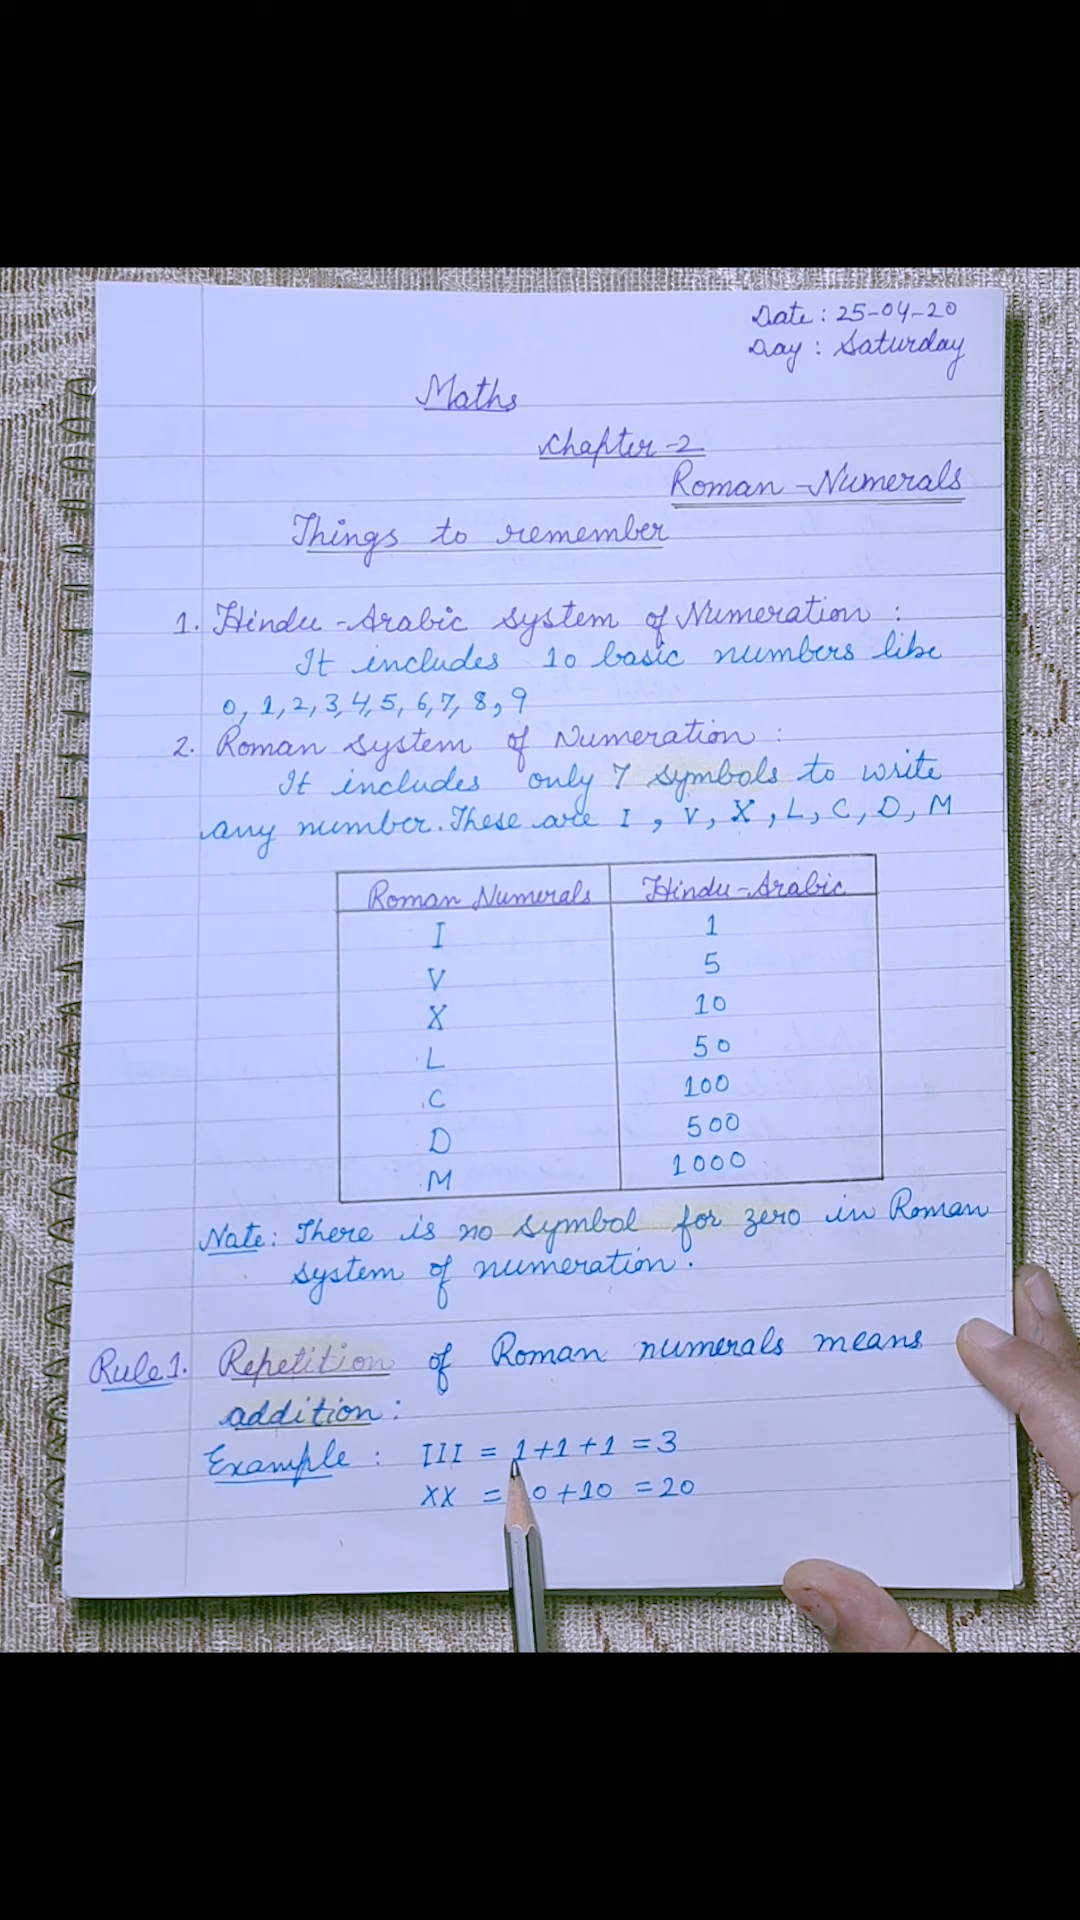 Date : 25-04-20
Day : Saturday
Maths
Chapter-2
Roman-Numerals
Things to remember
1. Hindu-Arabic system of Numeration :
It includes 10 basic numbers like
0, 1, 2, 3, 4, 5, 6, 7, 8, 9
2. Roman system of Numeration :
It includes only 7 symbols to write
any number. These are I, V, X, L, C, D, M
Roman Numerals Hindu-Arabic
I 1
V 5
X 10
L 50
C 100
D 500
M 1000
Note: There is no symbol for zero in Roman
system of numeration.
Rule1. Repetition of Roman numerals means
addition:
Example : III = 1+1+1 = 3
XX = 10+10 = 20